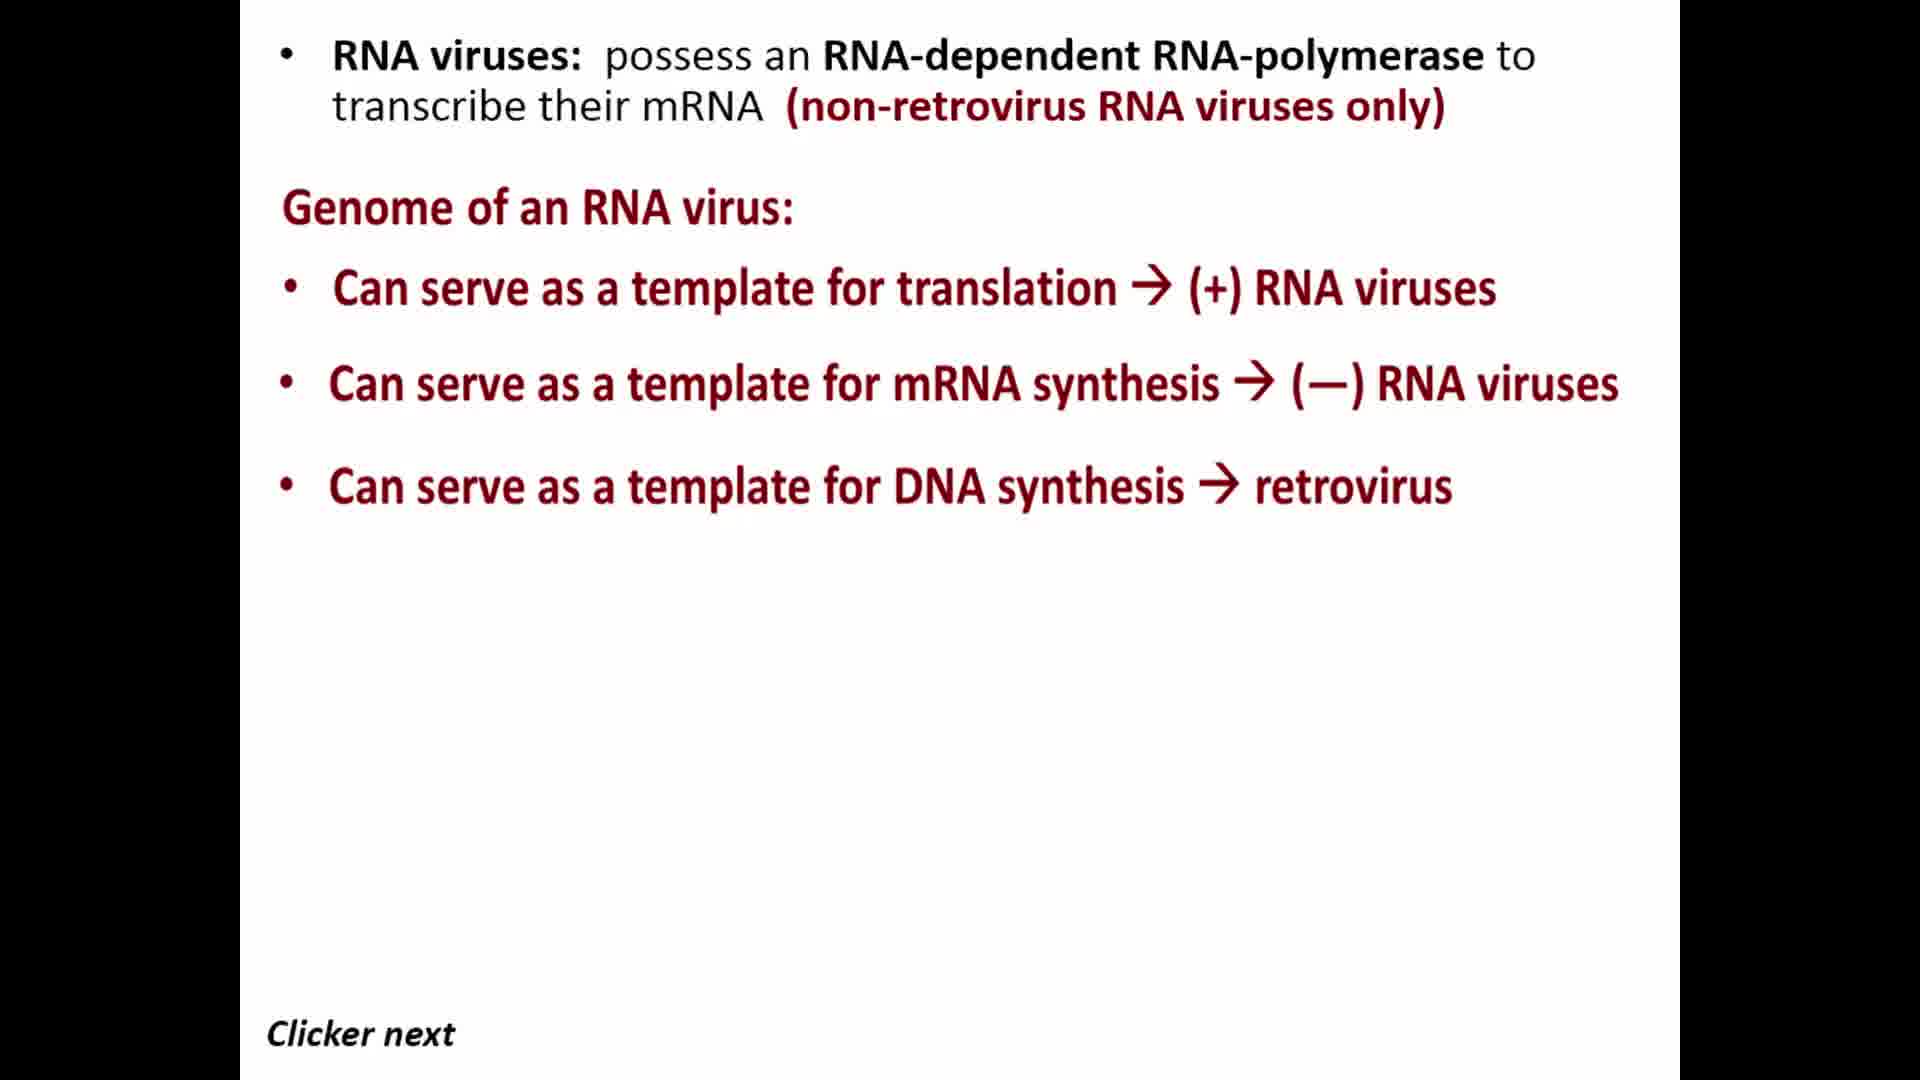 • RNA viruses: possess an RNA-dependent RNA-polymerase to
transcribe their mRNA (non-retrovirus RNA viruses only)
Genome of an RNA virus:
• Can serve as a template for translation → (+) RNA viruses
• Can serve as a template for mRNA synthesis → (—) RNA viruses
• Can serve as a template for DNA synthesis → retrovirus
Clicker next